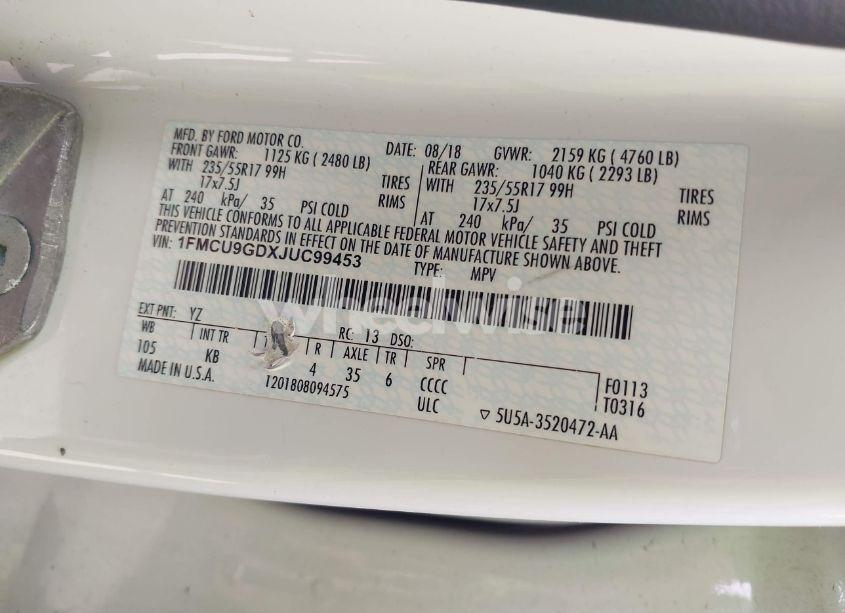 MFD. BY FORD MOTOR CO. DATE: 08/18 GVWR: 2159 KG ( 4760 LB)
FRONT GAWR: 1125 KG ( 2480 LB) REAR GAWR: 1040 KG ( 2293 LB)
WITH 235/55R17 99H TIRES WITH 235/55R17 99H TIRES
17x7.5J RIMS 17x7.5J RIMS
AT 240 kPa/ 35 PSI COLD AT 240 kPa/ 35 PSI COLD
THIS VEHICLE CONFORMS TO ALL APPLICABLE FEDERAL MOTOR VEHICLE SAFETY AND THEFT
PREVENTION STANDARDS IN EFFECT ON THE DATE OF MANUFACTURE SHOWN ABOVE.
VIN: 1FMCU9GDXJUC99453
TYPE: MPV
wheelwise
EXT PNT: YZ RC: 13 DSO:
WB INT TR R AXLE TR SPR
105 KB 4 35 6 CCCC F0113
MADE IN U.S.A. 1201808094575 ULC T0316
▽ 5U5A-3520472-AA